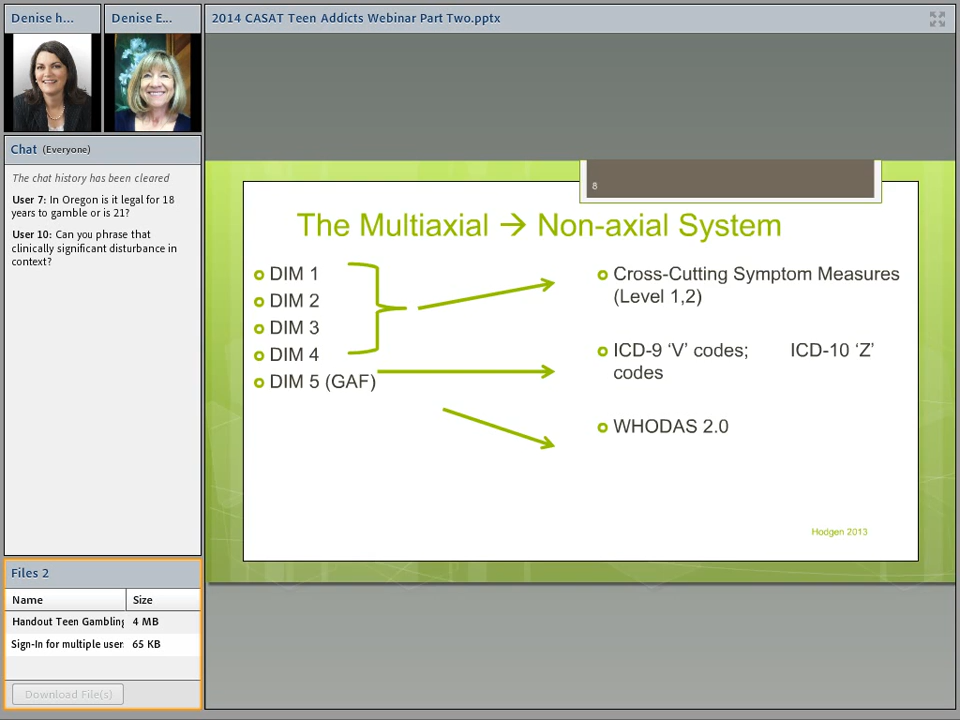 Denise h...
Denise E...
2014 CASAT Teen Addicts Webinar Part Two.pptx
Chat (Everyone)
The chat history has been cleared
User 7: In Oregon is it legal for 18
years to gamble or is 21?
User 10: Can you phrase that
clinically significant disturbance in
context?
Files 2
Name Size
Handout Teen Gambling 4 MB
Sign-In for multiple user 65 KB
Download File(s)
8
The Multiaxial → Non-axial System
DIM 1
DIM 2
DIM 3
DIM 4
DIM 5 (GAF)
Cross-Cutting Symptom Measures
(Level 1,2)
ICD-9 ‘V’ codes; ICD-10 ‘Z’
codes
WHODAS 2.0
Hodgen 2013